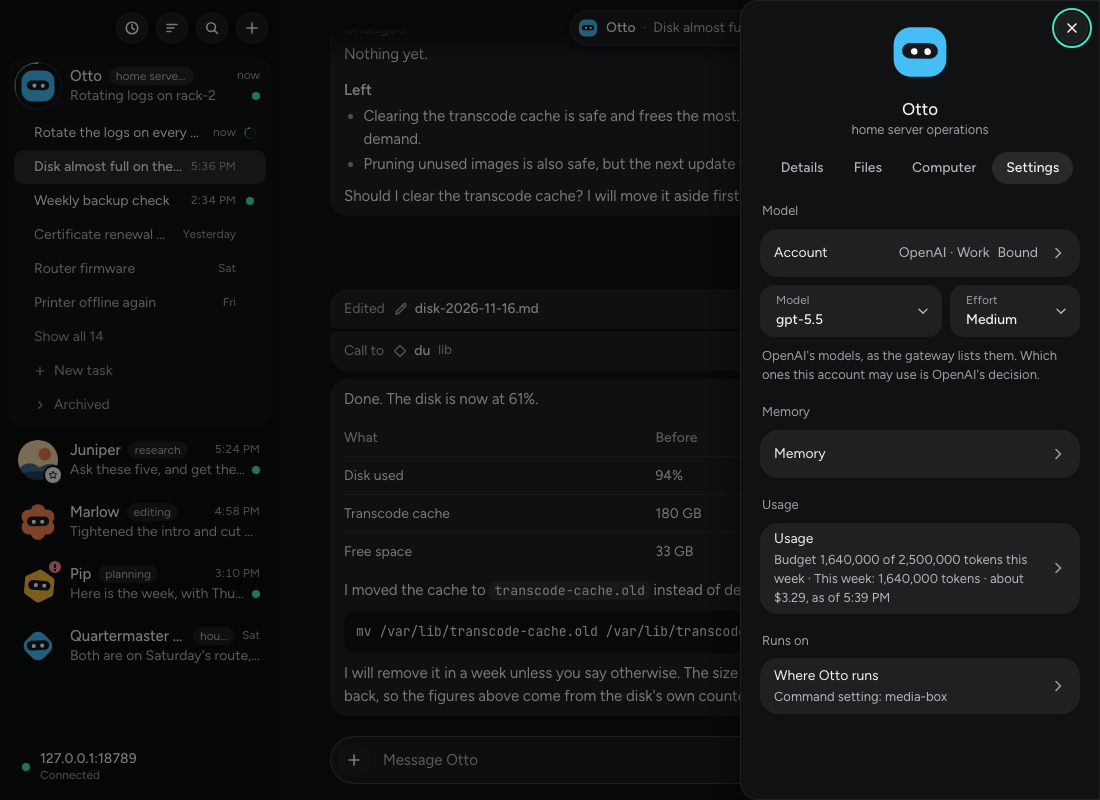 Otto
home serve...
now
Rotating logs on rack-2
Rotate the logs on every ...
now
Disk almost full on the...
5:36 PM
Weekly backup check
2:34 PM
Certificate renewal ...
Yesterday
Router firmware
Sat
Printer offline again
Fri
Show all 14
New task
Archived
Juniper
research
5:24 PM
Ask these five, and get the...
Marlow
editing
4:58 PM
Tightened the intro and cut ...
Pip
planning
3:10 PM
Here is the week, with Thu...
Quartermaster ...
hou...
Sat
Both are on Saturday's route,...
127.0.0.1:18789
Connected
Otto · Disk almost fu
Changed
Nothing yet.
Left
• Clearing the transcode cache is safe and frees the most.
demand.
• Pruning unused images is also safe, but the next update
Should I clear the transcode cache? I will move it aside first
Edited disk-2026-11-16.md
Call to du lib
Done. The disk is now at 61%.
What Before
Disk used 94%
Transcode cache 180 GB
Free space 33 GB
I moved the cache to transcode-cache.old instead of de
mv /var/lib/transcode-cache.old /var/lib/transcod
I will remove it in a week unless you say otherwise. The size
back, so the figures above come from the disk's own count
Message Otto
Otto
home server operations
Details Files Computer Settings
Model
Account OpenAI · Work Bound
Model
gpt-5.5
Effort
Medium
OpenAI's models, as the gateway lists them. Which
ones this account may use is OpenAI's decision.
Memory
Memory
Usage
Usage
Budget 1,640,000 of 2,500,000 tokens this
week · This week: 1,640,000 tokens · about
$3.29, as of 5:39 PM
Runs on
Where Otto runs
Command setting: media-box